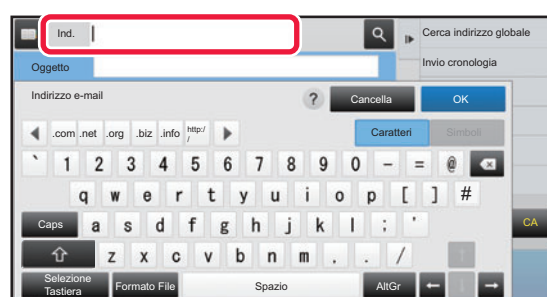 Ind.
Cerca indirizzo globale
Oggetto
Invio cronologia
Indirizzo e-mail
?
Cancella
OK
.com .net .org .biz .info http:/
/
Caratteri
Simboli
` 1 2 3 4 5 6 7 8 9 0 - = @
q w e r t y u i o p [ ] #
Caps a s d f g h j k l ; '
CA
z x c v b n m . . /
Selezione
Tastiera
Formato File
Spazio
AltGr